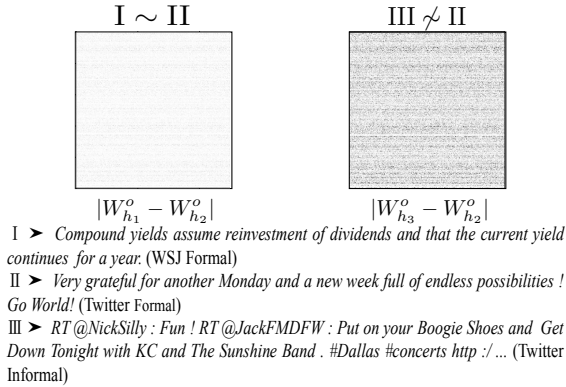 I ∼ II III ≁ II
|W^o_{h_1} − W^o_{h_2}| |W^o_{h_3} − W^o_{h_2}|
I ➤ Compound yields assume reinvestment of dividends and that the current yield
continues for a year. (WSJ Formal)
II ➤ Very grateful for another Monday and a new week full of endless possibilities !
Go World! (Twitter Formal)
III ➤ RT @NickSilly : Fun ! RT @JackFMDFW : Put on your Boogie Shoes and Get
Down Tonight with KC and The Sunshine Band . #Dallas #concerts http :/ ... (Twitter
Informal)